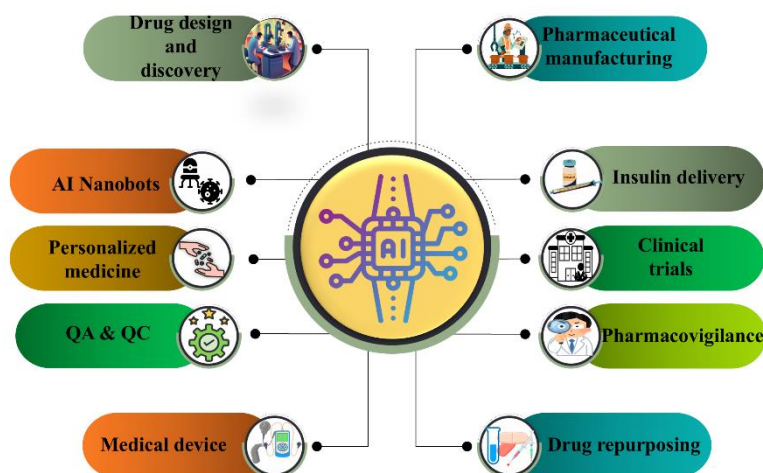 Drug design
and
discovery
Pharmaceutical
manufacturing
AI Nanobots
Insulin delivery
Personalized
medicine
AI
Clinical
trials
QA & QC
Pharmacovigilance
Medical device
Drug repurposing